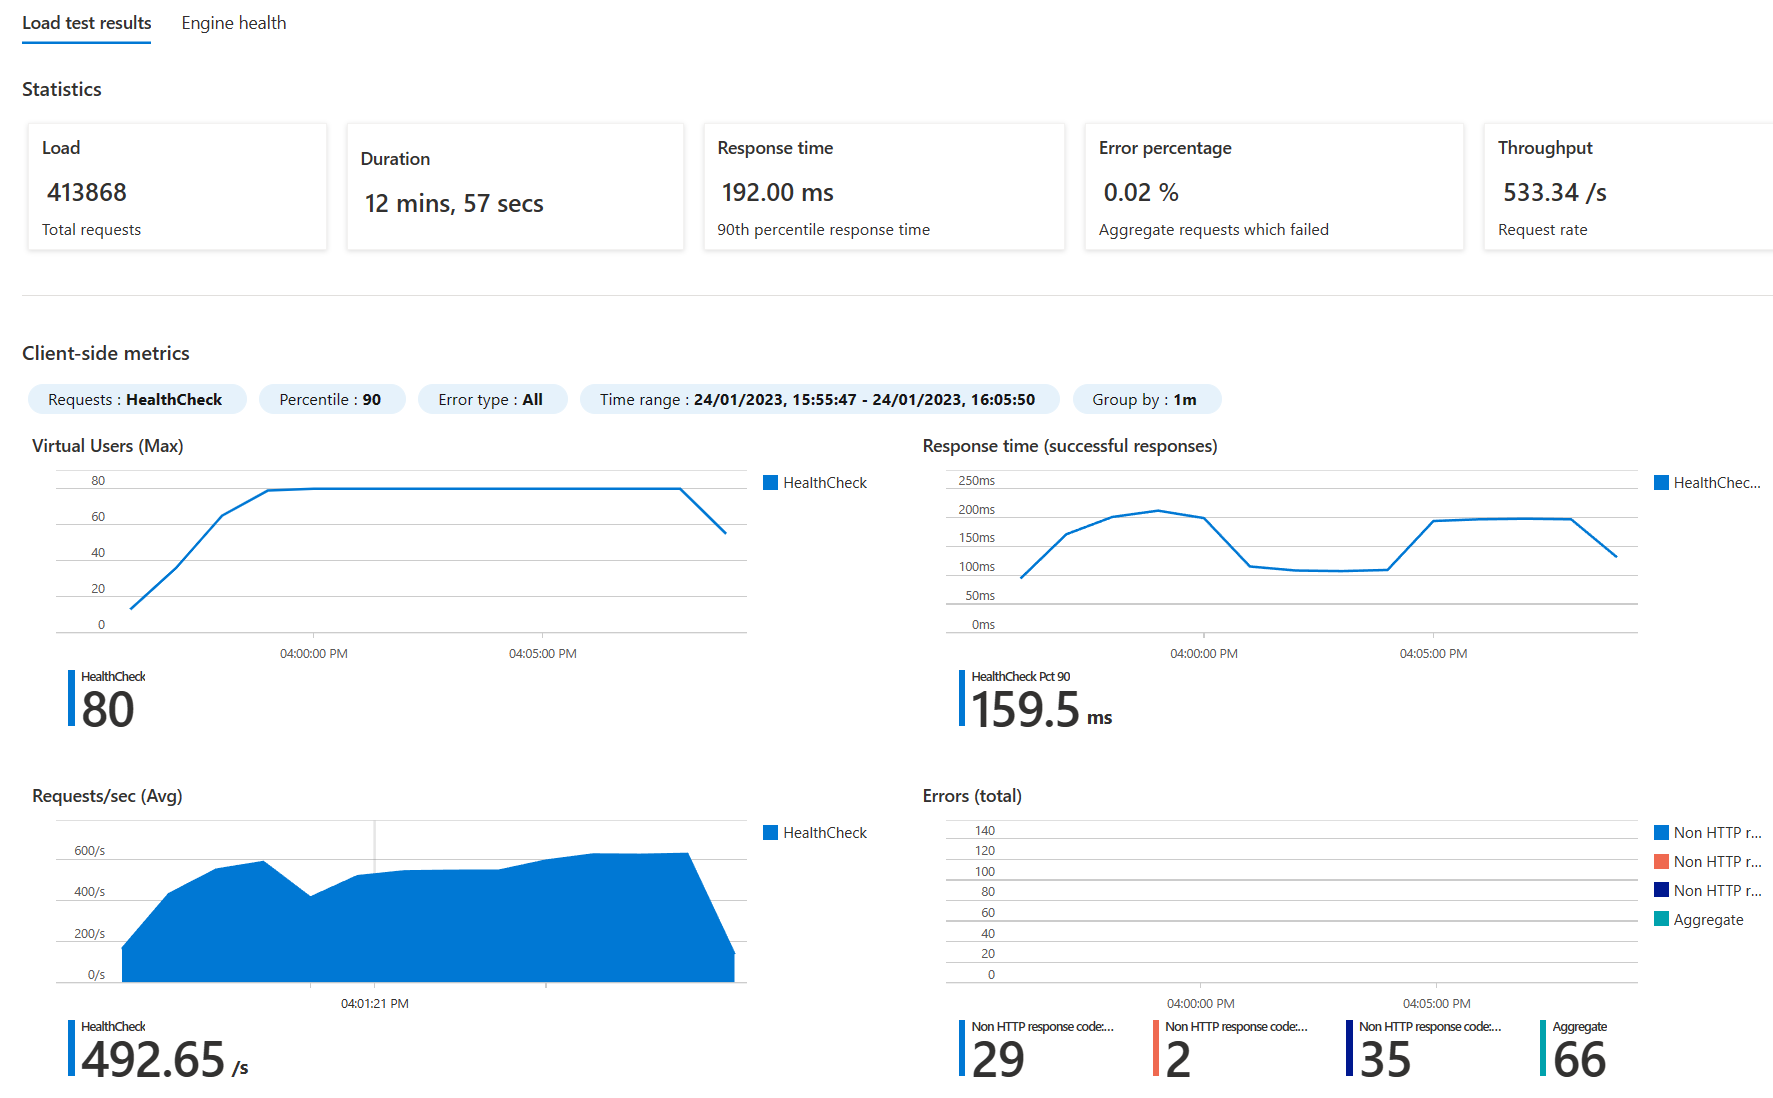 Load test results Engine health
Statistics
Load
413868
Total requests
Duration
12 mins, 57 secs
Response time
192.00 ms
90th percentile response time
Error percentage
0.02 %
Aggregate requests which failed
Throughput
533.34 /s
Request rate
Client-side metrics
Requests : HealthCheck Percentile : 90 Error type : All Time range : 24/01/2023, 15:55:47 - 24/01/2023, 16:05:50 Group by : 1m
Virtual Users (Max)
80
60
40
20
0
04:00:00 PM 04:05:00 PM
HealthCheck
HealthCheck
80
Response time (successful responses)
250ms
200ms
150ms
100ms
50ms
0ms
04:00:00 PM 04:05:00 PM
HealthChec...
HealthCheck Pct 90
159.5 ms
Requests/sec (Avg)
600/s
400/s
200/s
0/s
04:01:21 PM
HealthCheck
HealthCheck
492.65 /s
Errors (total)
140
120
100
80
60
40
20
0
04:00:00 PM 04:05:00 PM
Non HTTP r...
Non HTTP r...
Non HTTP r...
Aggregate
Non HTTP response code:...
29
Non HTTP response code:...
2
Non HTTP response code:...
35
Aggregate
66